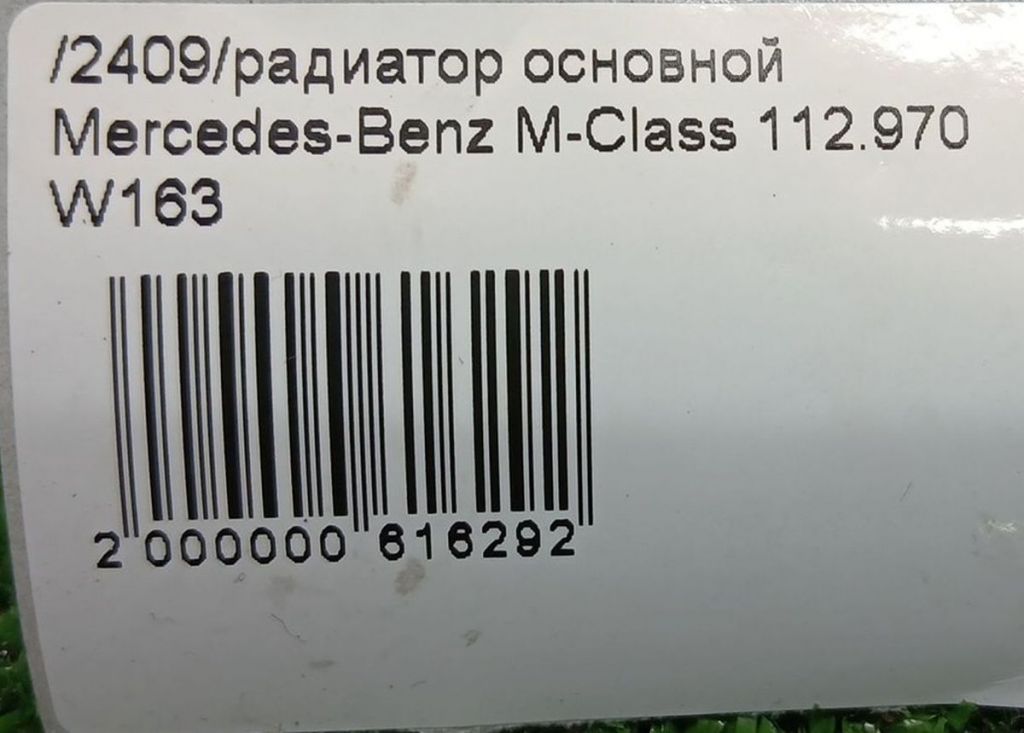 /2409/радиатор основной
Mercedes-Benz M-Class 112.970
W163
2 000000 616292